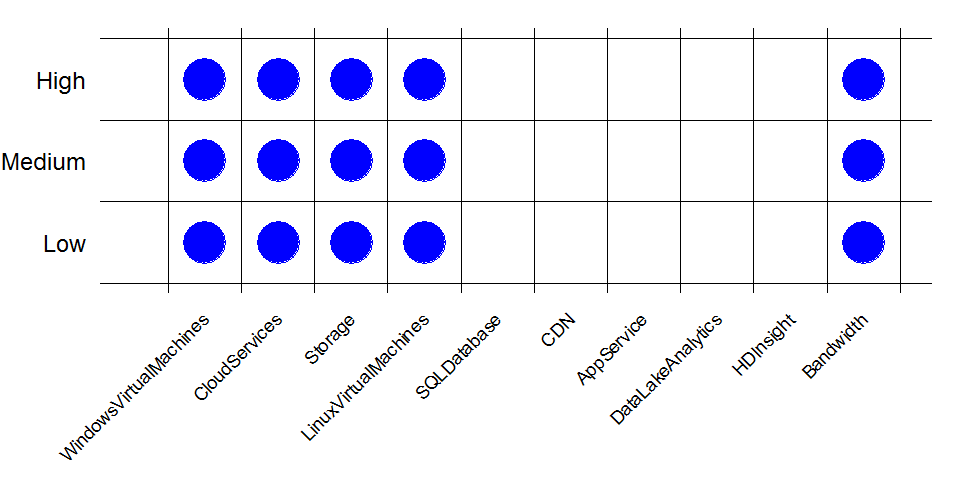 High
Medium
Low
WindowsVirtualMachines
CloudServices
Storage
LinuxVirtualMachines
SQLDatabase
CDN
AppService
DataLakeAnalytics
HDInsight
Bandwidth